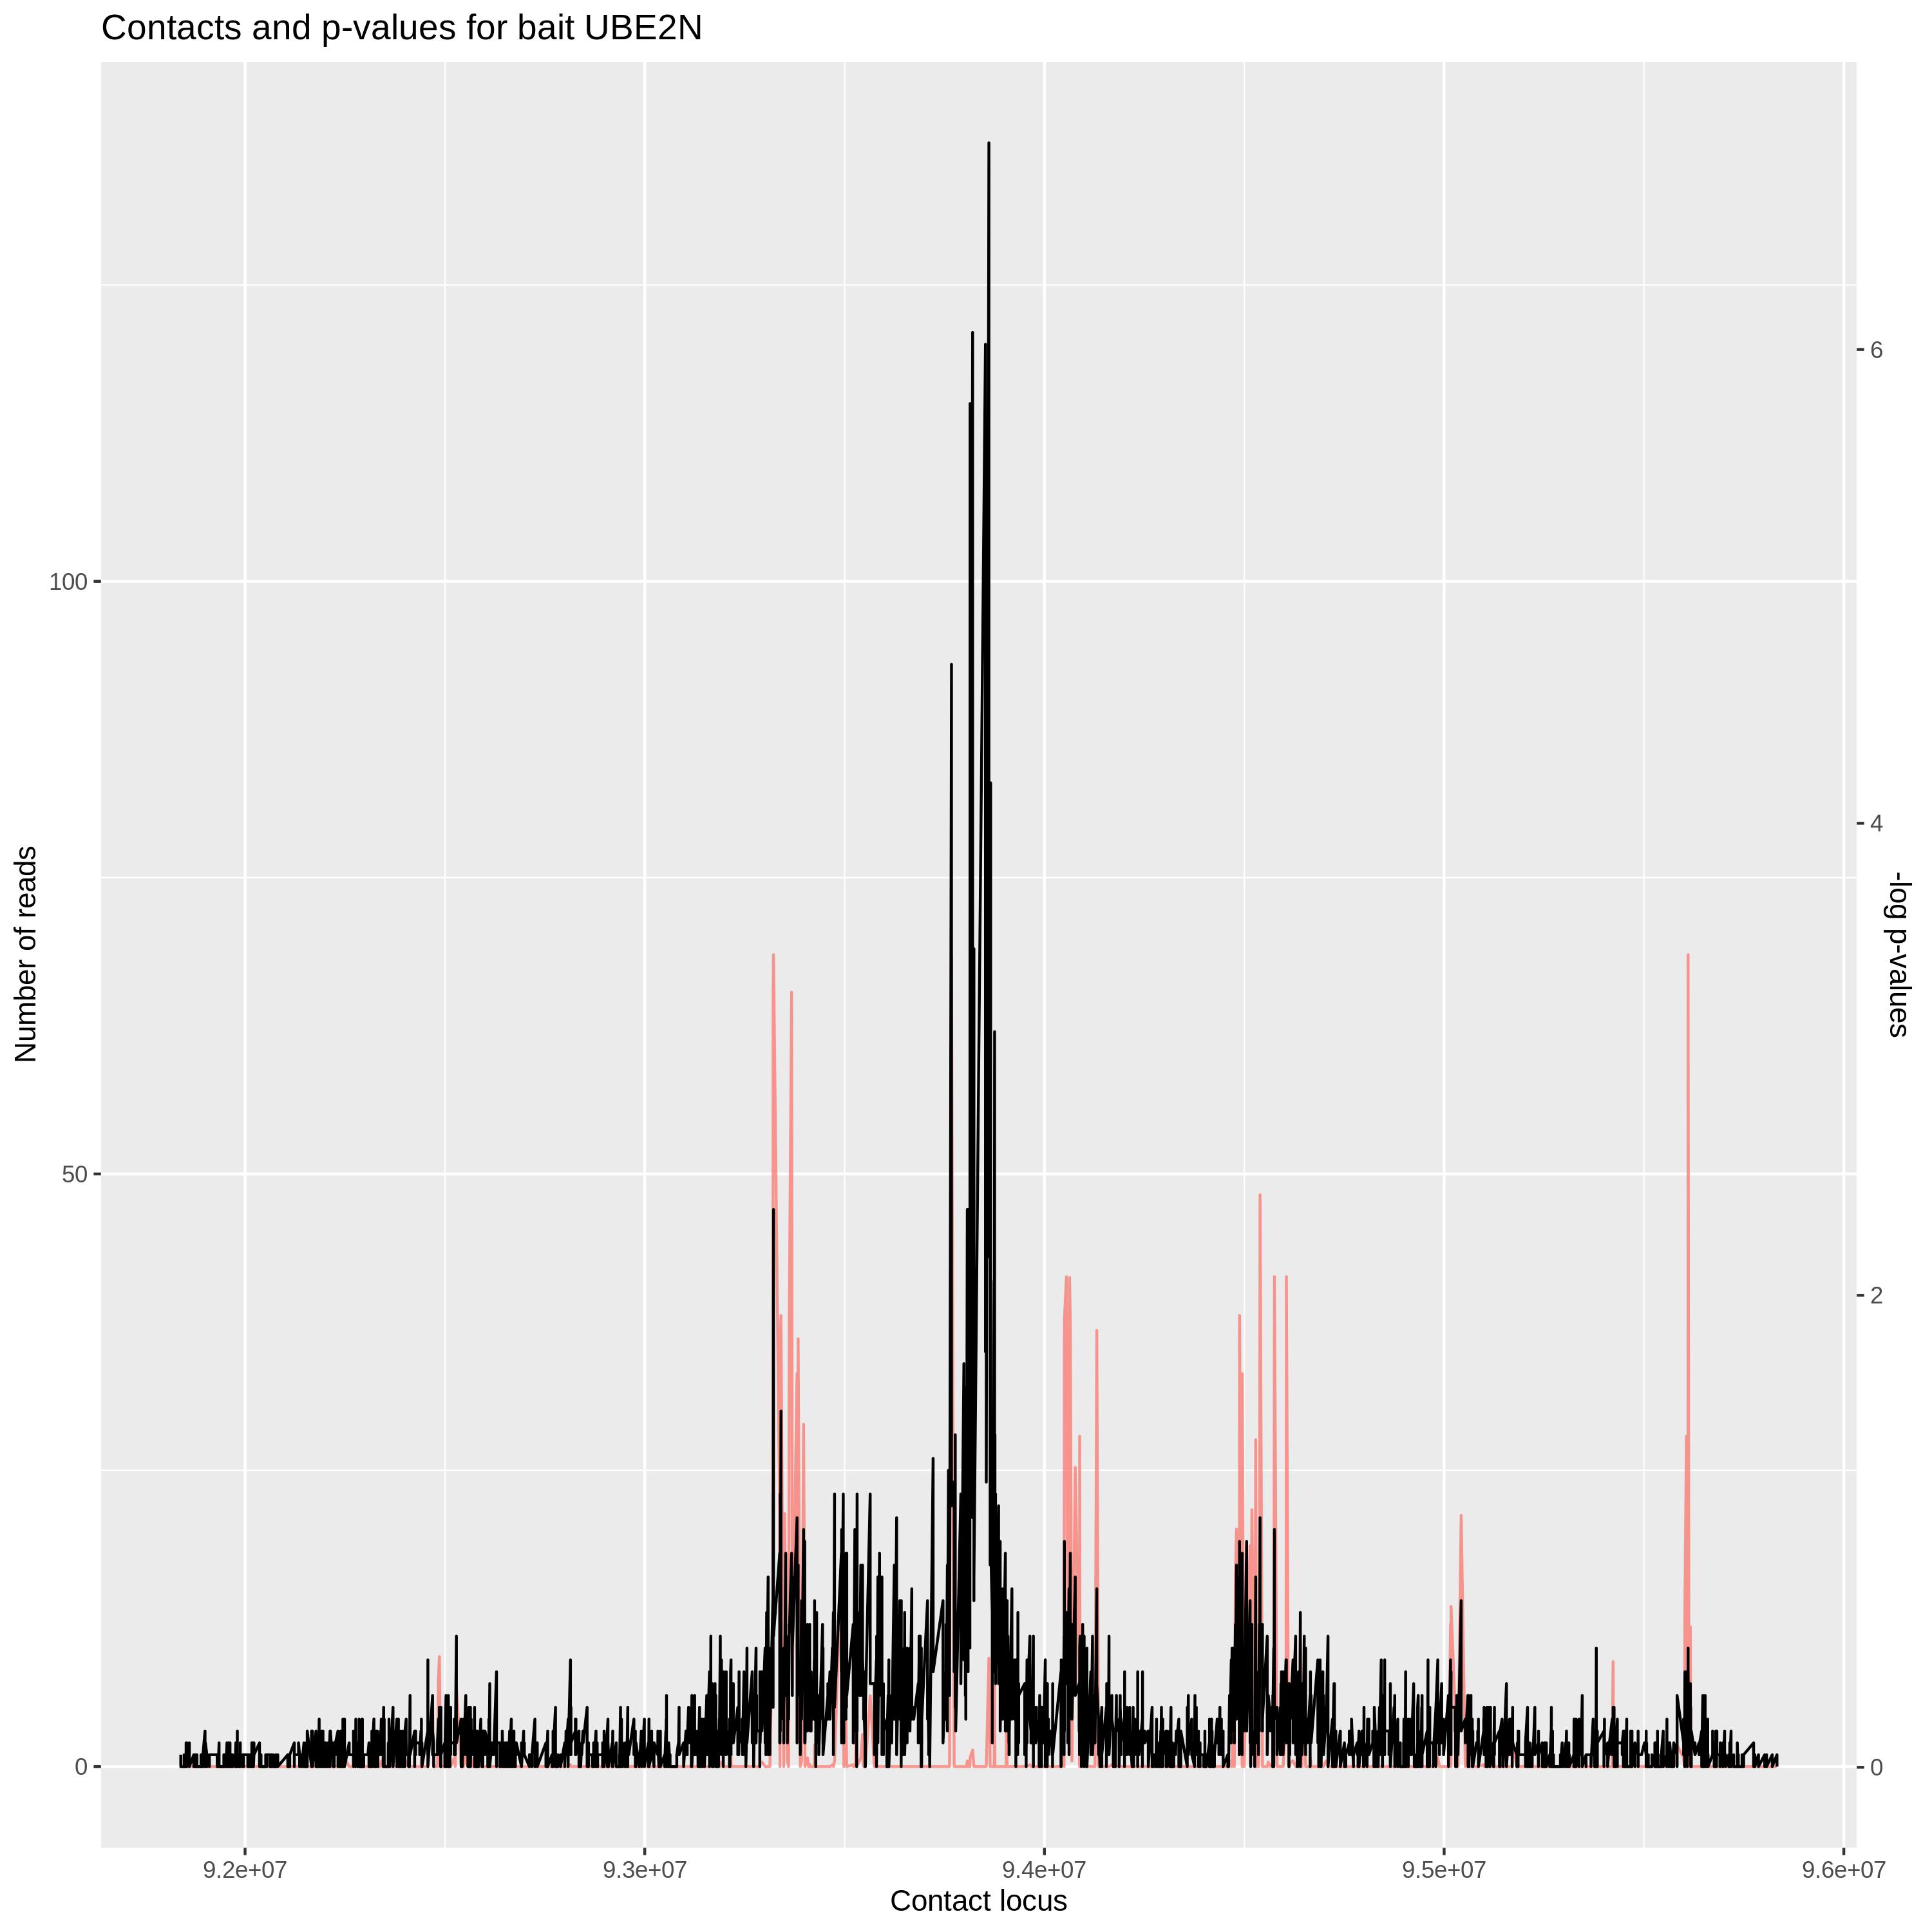 Contacts and p-values for bait UBE2N
100
50
0
Number of reads
6
4
2
0
-log p-values
9.2e+07 9.3e+07 9.4e+07 9.5e+07 9.6e+07
Contact locus